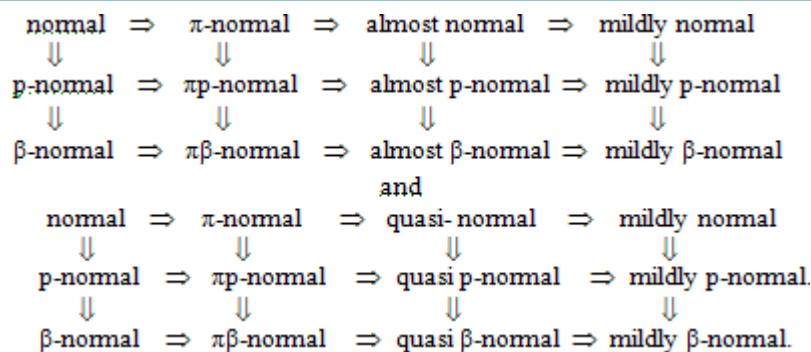 normal ⇒ π-normal ⇒ almost normal ⇒ mildly normal
⇓ ⇓ ⇓ ⇓
p-normal ⇒ πp-normal ⇒ almost p-normal ⇒ mildly p-normal
⇓ ⇓ ⇓ ⇓
β-normal ⇒ πβ-normal ⇒ almost β-normal ⇒ mildly β-normal
and
normal ⇒ π-normal ⇒ quasi- normal ⇒ mildly normal
⇓ ⇓ ⇓ ⇓
p-normal ⇒ πp-normal ⇒ quasi p-normal ⇒ mildly p-normal.
⇓ ⇓ ⇓ ⇓
β-normal ⇒ πβ-normal ⇒ quasi β-normal ⇒ mildly β-normal.